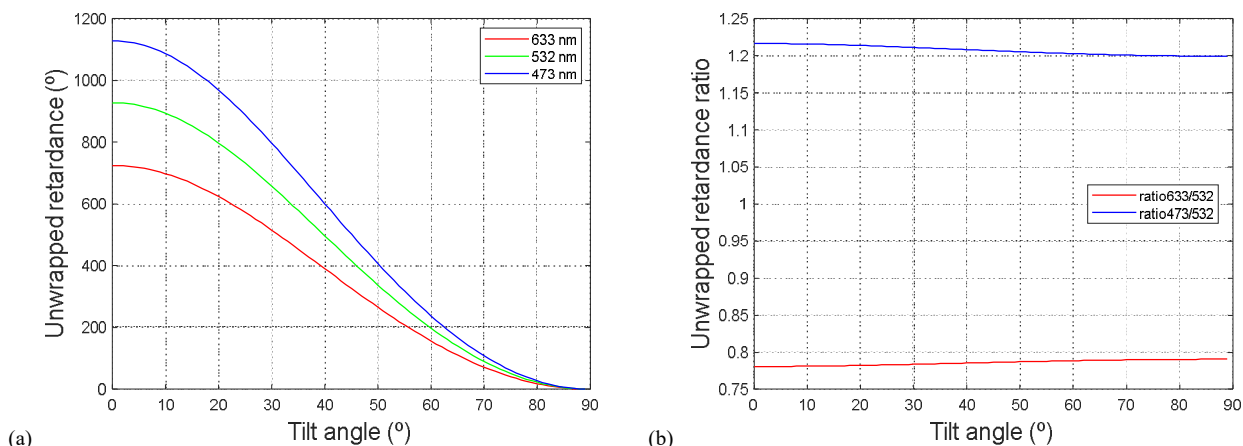 1200
1000
800
600
400
200
0
Unwrapped retardance (º)
633 nm
532 nm
473 nm
0 10 20 30 40 50 60 70 80 90
Tilt angle (º)
(a)
1.25
1.2
1.15
1.1
1.05
1
0.95
0.9
0.85
0.8
0.75
Unwrapped retardance ratio
ratio633/532
ratio473/532
0 10 20 30 40 50 60 70 80 90
Tilt angle (º)
(b)